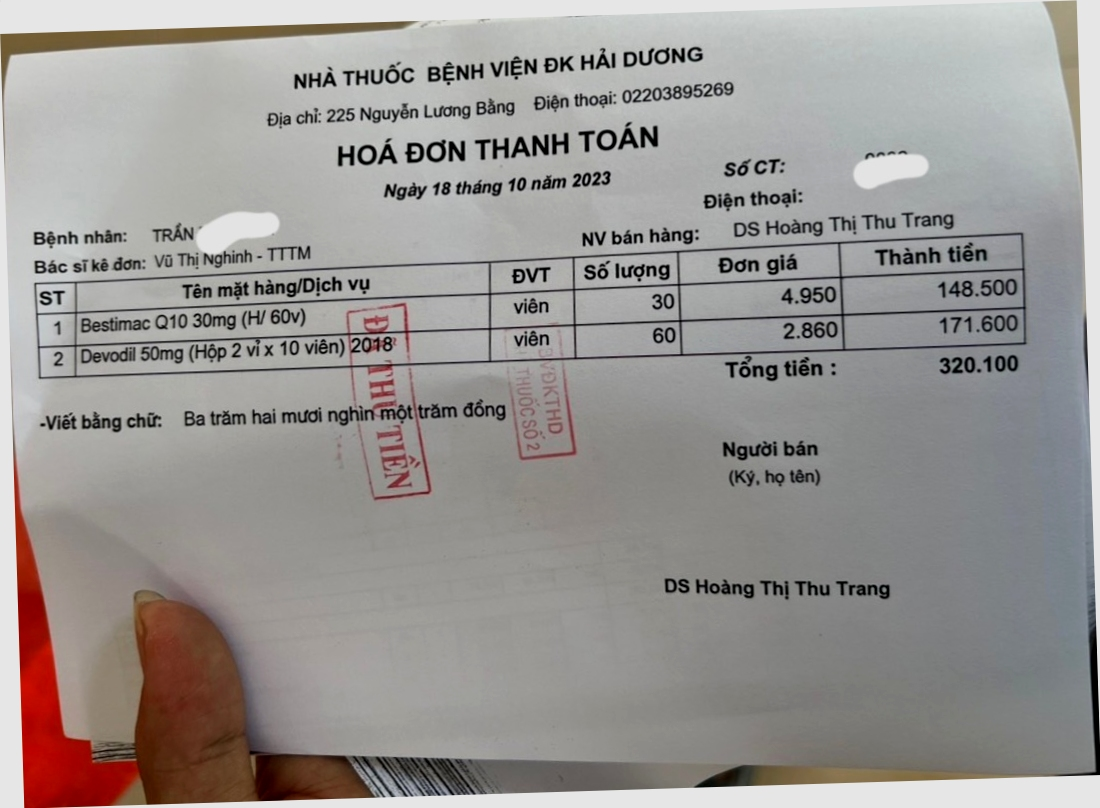 NHÀ THUỐC BỆNH VIỆN ĐK HẢI DƯƠNG
Địa chỉ: 225 Nguyễn Lương Bằng Điện thoại: 02203895269
HOÁ ĐƠN THANH TOÁN
Ngày 18 tháng 10 năm 2023
Số CT:
Điện thoại:
Bệnh nhân: TRẦN
NV bán hàng: DS Hoàng Thị Thu Trang
Bác sĩ kê đơn: Vũ Thị Nghinh - TTTM
ST Tên mặt hàng/Dịch vụ ĐVT Số lượng Đơn giá Thành tiền
1 Bestimac Q10 30mg (H/ 60v) viên 30 4.950 148.500
2 Devodil 50mg (Hộp 2 vỉ x 10 viên) 2018 viên 60 2.860 171.600
Tổng tiền : 320.100
-Viết bằng chữ: Ba trăm hai mươi nghìn một trăm đồng
ĐÃ THU TIỀN
BVĐKTHD
THUỐC SỐ 2
Người bán
(Ký, họ tên)
DS Hoàng Thị Thu Trang